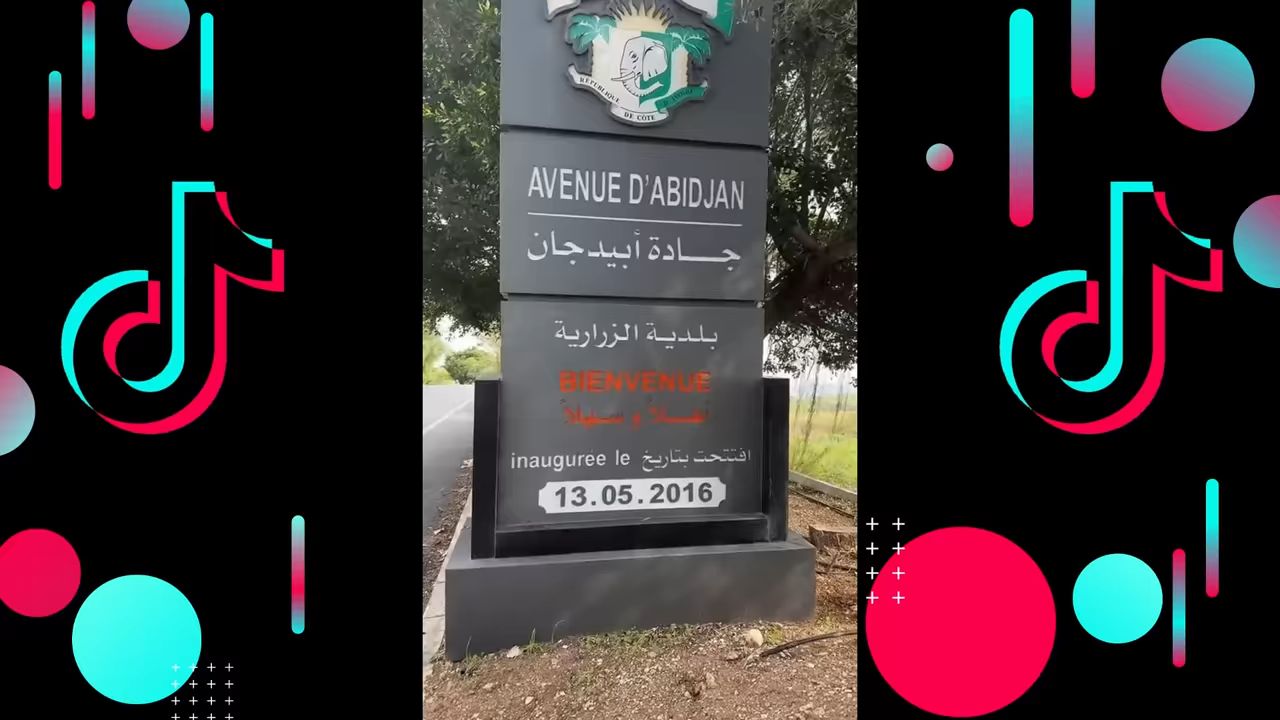 REPUBLIQUE DE COTE D'IVOIRE
AVENUE D'ABIDJAN
جادة أبيدجان
بلدية الزرارية
BIENVENUE
أهلاً و سهلاً
inauguree le افتتحت بتاريخ
13.05.2016